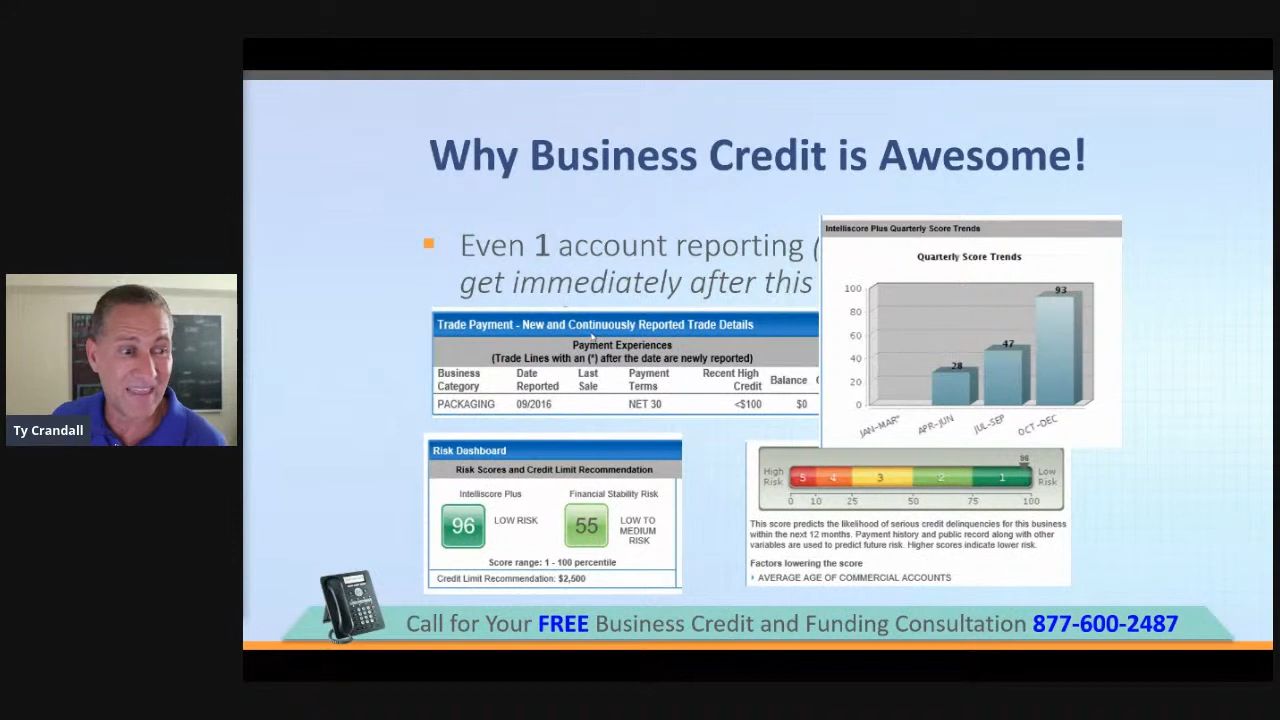 Why Business Credit is Awesome!
Even 1 account reporting (
get immediately after this
Trade Payment - New and Continuously Reported Trade Details
Payment Experiences
(Trade Lines with an (*) after the date are newly reported)
Business Category Date Reported Last Sale Payment Terms Recent High Credit Balance
PACKAGING 09/2016 NET 30 <$100 $0
Intelliscore Plus Quarterly Score Trends
Quarterly Score Trends
100
80
60
40
20
0
28
47
93
JAN-MAR* APR-JUN JUL-SEP OCT-DEC
Ty Crandall
Risk Dashboard
Risk Scores and Credit Limit Recommendation
Intelliscore Plus Financial Stability Risk
96 LOW RISK 55 LOW TO MEDIUM RISK
Score range: 1 - 100 percentile
Credit Limit Recommendation: $2,500
96
High Risk 5 4 3 2 1 Low Risk
0 10 25 50 75 100
This score predicts the likelihood of serious credit delinquencies for this business
within the next 12 months. Payment history and public record along with other
variables are used to predict future risk. Higher scores indicate lower risk.
Factors lowering the score
AVERAGE AGE OF COMMERCIAL ACCOUNTS
Call for Your FREE Business Credit and Funding Consultation 877-600-2487